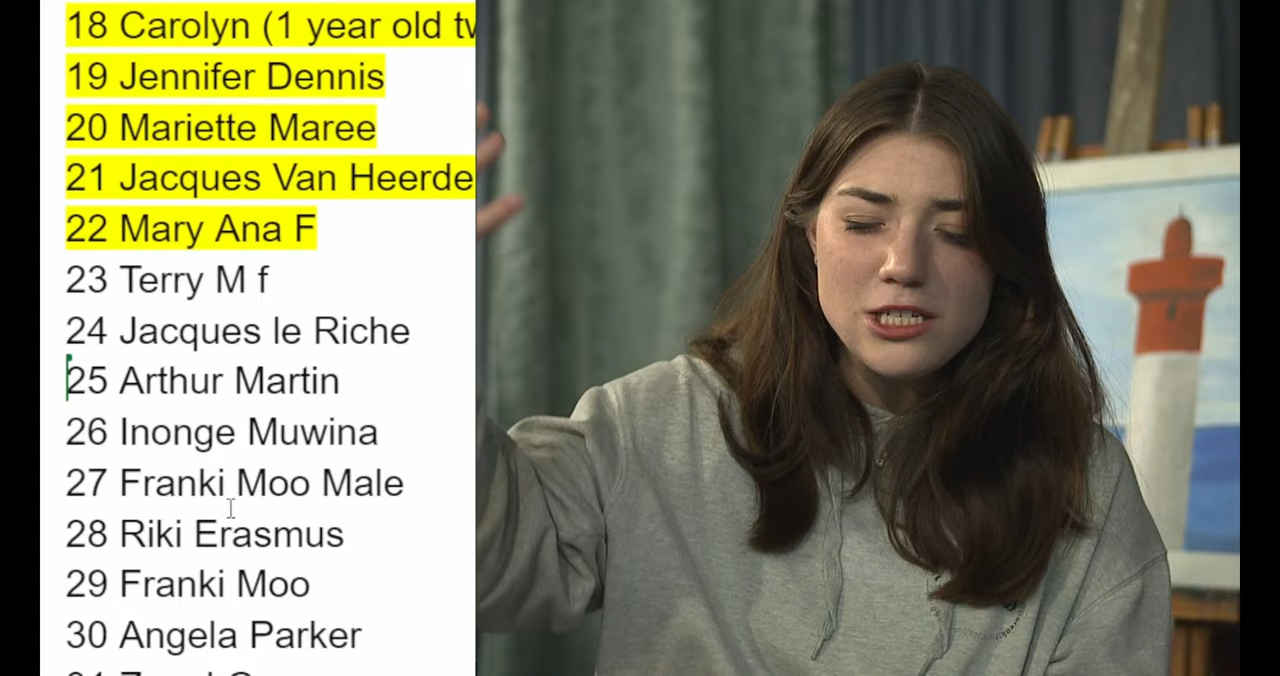 18 Carolyn (1 year old
19 Jennifer Dennis
20 Mariette Maree
21 Jacques Van Heerde
22 Mary Ana F
23 Terry M f
24 Jacques le Riche
25 Arthur Martin
26 Inonge Muwina
27 Franki Moo Male
28 Riki Erasmus
29 Franki Moo
30 Angela Parker